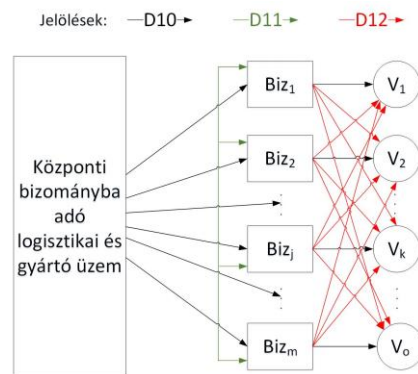 Jelölések: D10 D11 D12
Biz₁ V₁
Biz₂ V₂
Központi
bizományba
adó
logisztikai és
gyártó üzem
Bizⱼ Vₖ
Bizₘ Vₒ